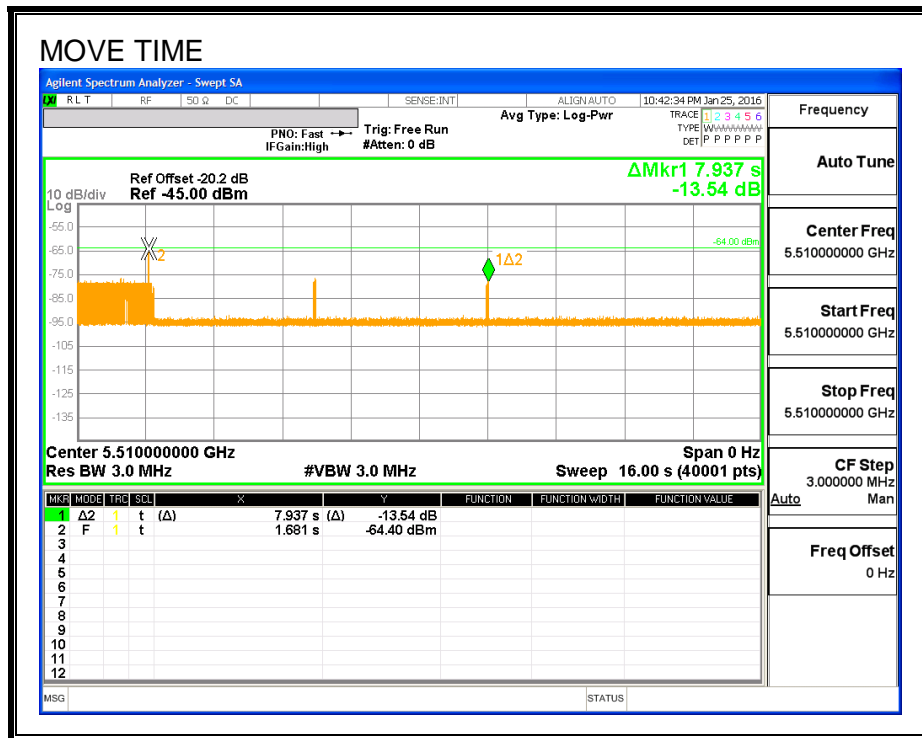 MOVE TIME
Agilent Spectrum Analyzer - Swept SA
LXI R L T RF 50 Ω DC SENSE:INT ALIGN AUTO 10:42:34 PM Jan 25, 2016
Avg Type: Log-Pwr
TRACE 1 2 3 4 5 6
TYPE WWWWWWW
DET P P P P P P
PNO: Fast
IFGain:High
Trig: Free Run
#Atten: 0 dB
ΔMkr1 7.937 s
-13.54 dB
Ref Offset -20.2 dB
Ref -45.00 dBm
10 dB/div
Log
-55.0
-65.0
-75.0
-85.0
-95.0
-105
-115
-125
-135
-64.00 dBm
2
1Δ2
Center 5.510000000 GHz
Span 0 Hz
Res BW 3.0 MHz
#VBW 3.0 MHz
Sweep 16.00 s (40001 pts)
MKR MODE TRC SCL X Y FUNCTION FUNCTION WIDTH FUNCTION VALUE
1 Δ2 1 t (Δ) 7.937 s (Δ) -13.54 dB
2 F 1 t 1.681 s -64.40 dBm
3
4
5
6
7
8
9
10
11
12
MSG
STATUS
Frequency
Auto Tune
Center Freq
5.510000000 GHz
Start Freq
5.510000000 GHz
Stop Freq
5.510000000 GHz
CF Step
3.000000 MHz
Auto Man
Freq Offset
0 Hz